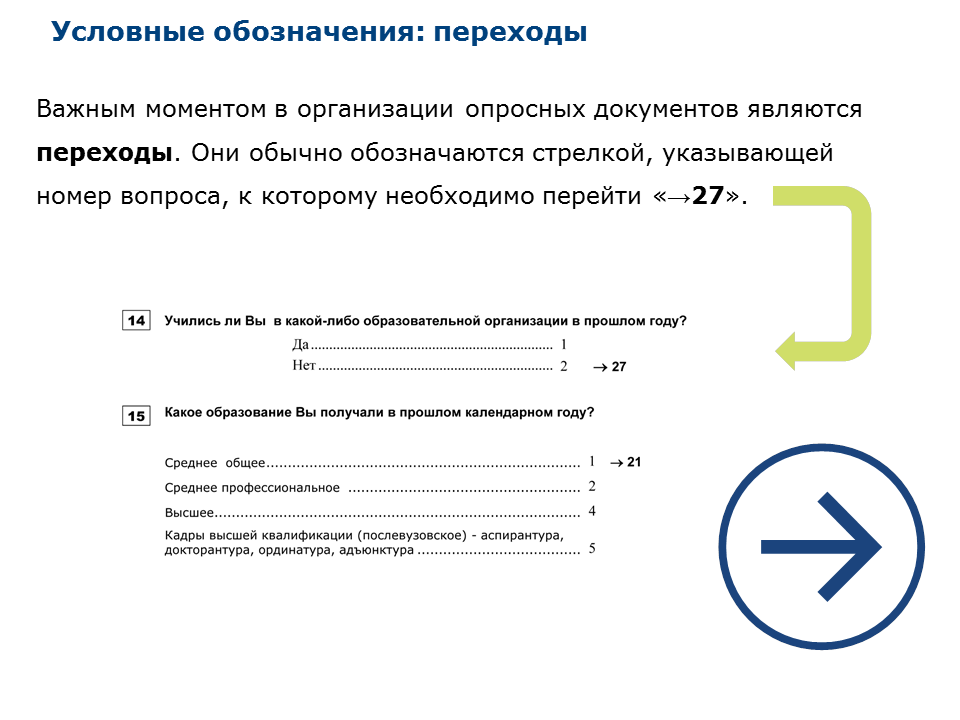 Условные обозначения: переходы
Важным моментом в организации опросных документов являются
переходы. Они обычно обозначаются стрелкой, указывающей
номер вопроса, к которому необходимо перейти «→27».
14 Учились ли Вы в какой-либо образовательной организации в прошлом году?
Да.......................................................................... 1
Нет........................................................................ 2 → 27
15 Какое образование Вы получали в прошлом календарном году?
Среднее общее......................................................................... 1 → 21
Среднее профессиональное ...................................................... 2
Высшее..................................................................................... 4
Кадры высшей квалификации (послевузовское) - аспирантура,
докторантура, ординатура, адъюнктура ...................................... 5